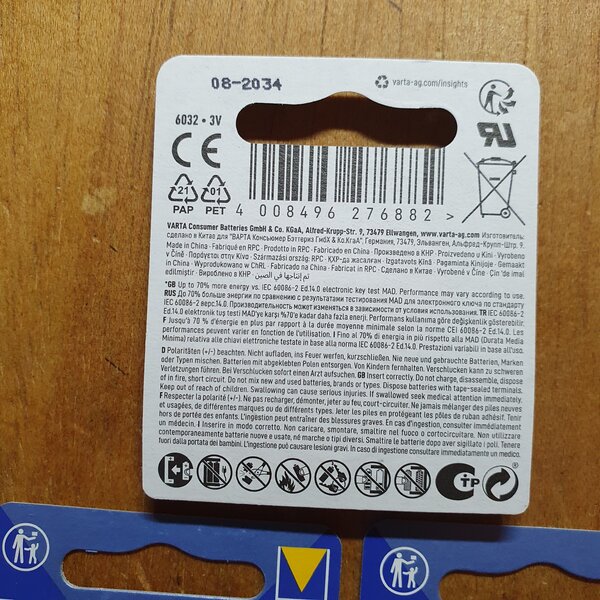 08-2034
varta-ag.com/insights
6032 • 3V
CE
21
PAP
01
PET
4 008496 276882 >
VARTA Consumer Batteries GmbH & Co. KGaA, Alfred-Krupp-Str. 9, 73479 Ellwangen, www.varta-ag.com Изготовитель:
сделано в Китае для "ВАРТА Консьюмер Бэттериз ГмбХ & Ко.КГаА", Германия, 73479, Эльванген, Альфред-Крупп-Штр. 9.
Made in China · Fabriqué en RPC · Prodotto in RPC · Fabricado en China · Произведено в Кни · Proizvedeno u Kini · Vyrobeno
v Číně · Παράγεται στην Κίνα · Wyprodukowano w ChRL · Fabricado na China · Fabricat în RPC · ҚХР-да жасалған · Izgatavots Ķīnā · Pagaminta Kinijoje · Gemaakt in
China · Сделано в Китае · Vyrobené v Číne · Çin'de imal
edilmiştir · Вироблено в КНР · تم إنتاجها في الصين
*GB Up to 70% more energy vs. IEC 60086-2 Ed.14.0 electronic key test MAD. Performance may vary according to use.
RUS До 70% больше энергии по сравнению с результатами тестирования MAD для электронного ключа по стандарту
IEC 60086-2 верс.14.0. Производительность может изменяться в зависимости от условия использования. TR IEC 60086-2
Ed.14.0 elektronik tuş testi MAD'ye karşı %70'e kadar daha fazla enerji. Performans kullanıma göre değişkenlik gösterebilir.
F Jusqu'à 70 % d'énergie en plus par rapport à la durée moyenne minimale selon la norme CEI 60086-2 Ed.14.0. Les
performances peuvent varier en fonction de l'utilisation. I Fino al 70% di energia in più rispetto alla MAD (Durata Media
Minima) relativa alle chiavi elettroniche testate in base alla norma IEC 60086-2 Ed.14.0. Prestazioni variabili in base all'uso.
D Polaritäten (+/-) beachten. Nicht aufladen, ins Feuer werfen, kurzschließen. Nie neue und gebrauchte Batterien, Marken
oder Typen mischen. Batterien mit abgeklebten Polen entsorgen. Von Kindern fernhalten. Verschlucken kann zu schweren
Verletzungen führen. Bei Verschlucken sofort einen Arzt aufsuchen. GB Insert correctly. Do not charge, disassemble, dispose
of in fire, short circuit. Do not mix new and used batteries, brands or types. Dispose batteries with tape-sealed terminals.
Keep out of reach of children. Swallowing can cause serious injuries. If swallowed seek medical attention immediately.
F Respecter la polarité (+/-). Ne pas recharger, démonter, jeter au feu, court-circuiter. Ne jamais mélanger des piles neuves
et usagées, de différentes marques ou de différents types. Jeter les piles en protégeant les pôles de ruban adhésif. Tenir
hors de portée des enfants. L'ingestion peut entraîner des blessures graves. En cas d'ingestion, consulter immédiatement
un médecin. I Inserire in modo corretto. Non caricare, smontare, smaltire nel fuoco o cortocircuitare. Non utilizzare
contemporaneamente batterie nuove e usate, né marche o tipi diversi. Smaltire le batterie dopo aver sigillato i poli. Tenere
fuori dalla portata dei bambini. L'ingestione può causare lesioni gravi. In caso di ingestione consultare immediatamente un medico.